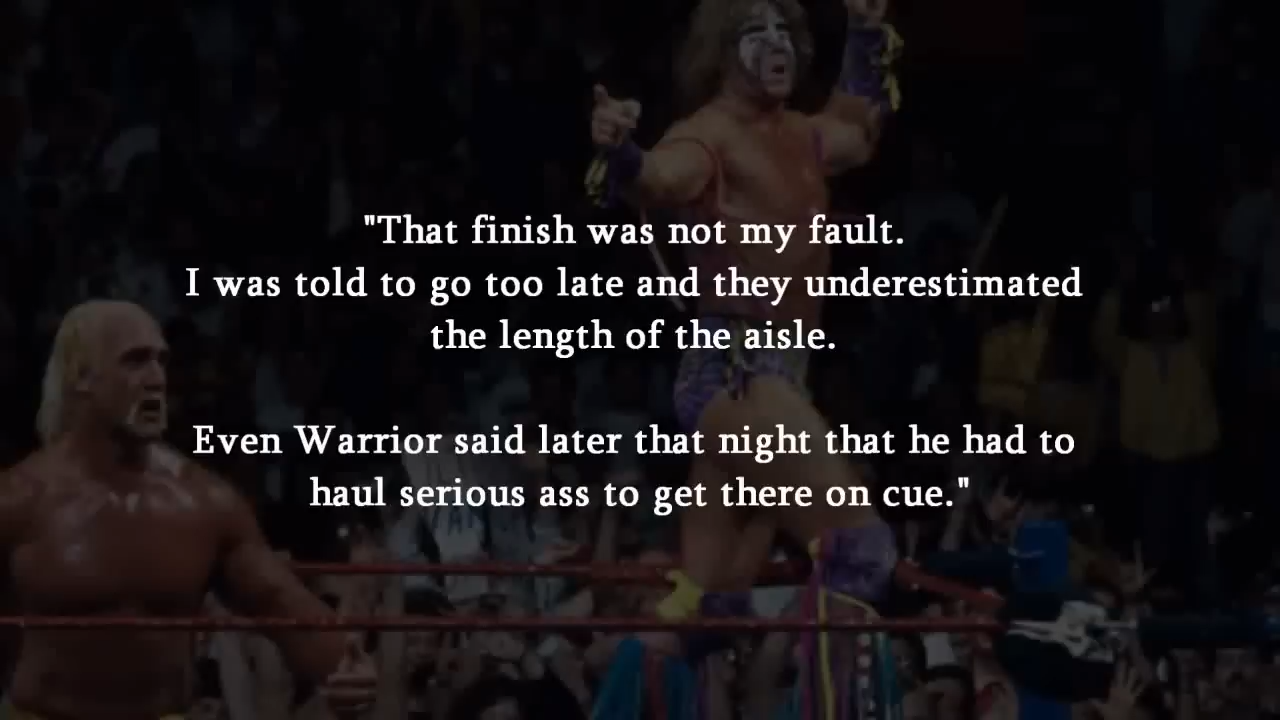 "That finish was not my fault.
I was told to go too late and they underestimated
the length of the aisle.
Even Warrior said later that night that he had to
haul serious ass to get there on cue."